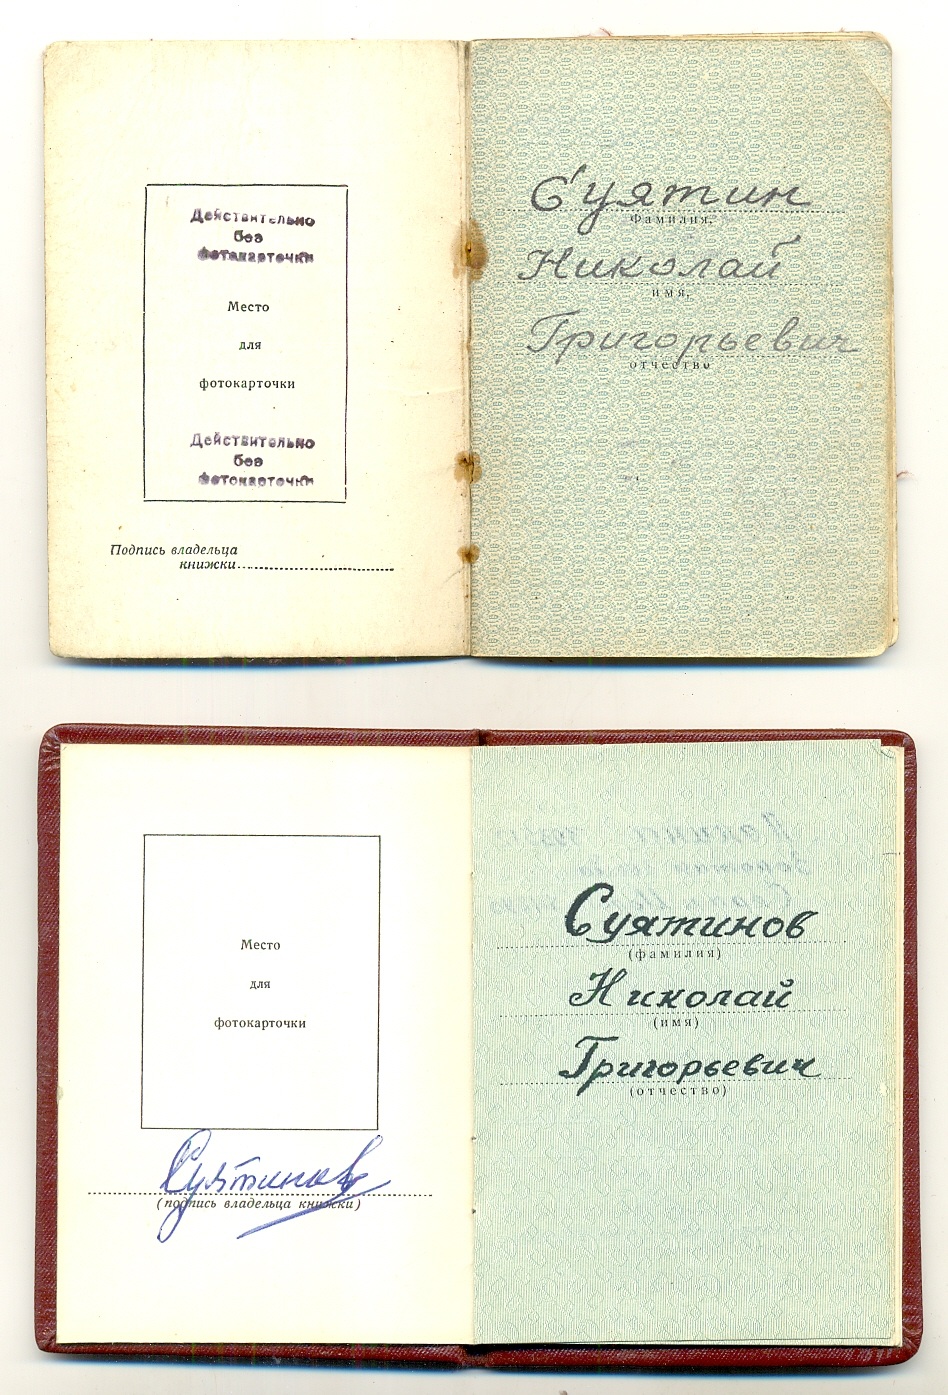 Действительно
без
фотокарточки
Место
для
фотокарточки
Действительно
без
фотокарточки
Подпись владельца
книжки
Суятин
Фамилия,
Николай
имя,
Григорьевич
отчество
Место
для
фотокарточки
Суятинов
(подпись владельца книжки)
Суятинов
(фамилия)
Николай
(имя)
Григорьевич
(отчество)